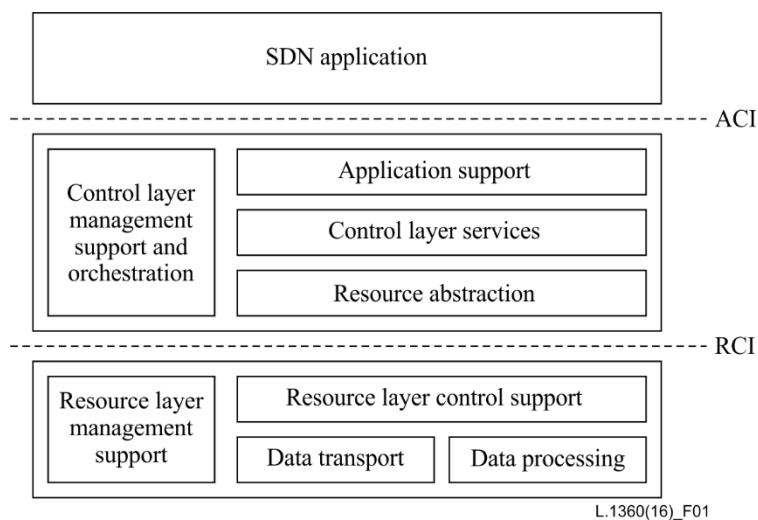 SDN application
ACI
Control layer
management
support and
orchestration
Application support
Control layer services
Resource abstraction
RCI
Resource layer
management
support
Resource layer control support
Data transport
Data processing
L.1360(16)_F01